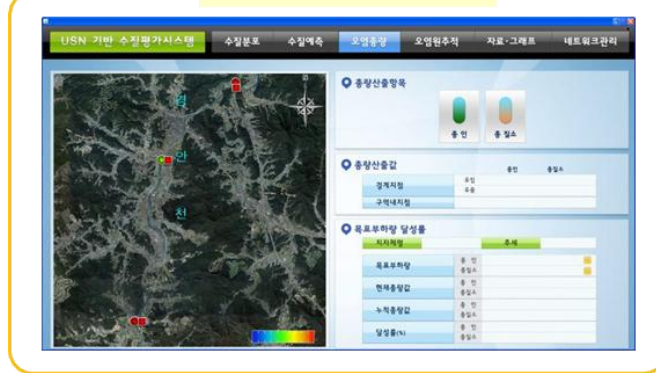 USN 기반 수질평가시스템
수질분포 수질예측 오염총량 오염원추적 자료·그래프 네트워크관리
총량산출항목
총 인 총 질소
총량산출값
총인 총질소
경계지점 유입
유출
구역내지점
목표부하량 달성률
지자체명 추세
목표부하량 총 인
총질소
현재총량값 총 인
총질소
누적총량값 총 인
총질소
달성률(%) 총 인
총질소
안
천